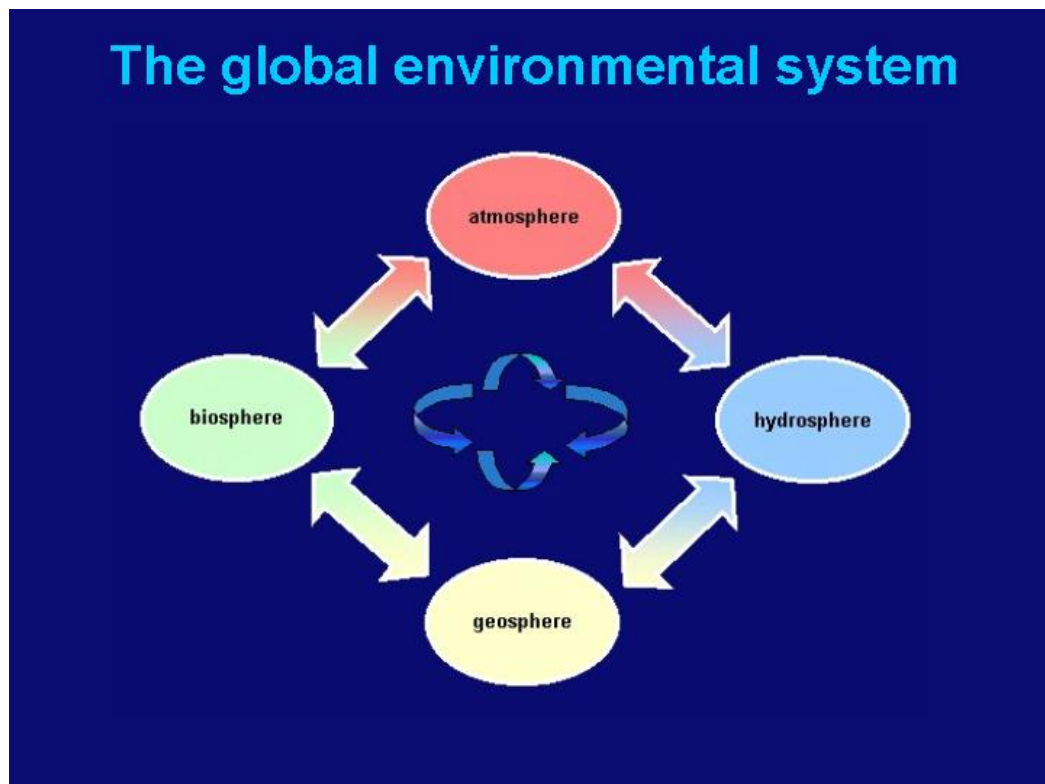 The global environmental system
atmosphere
biosphere
hydrosphere
geosphere